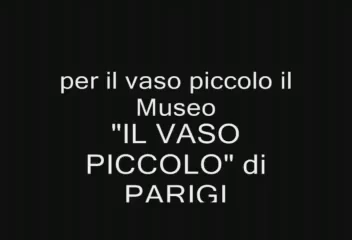 per il vaso piccolo il
Museo
"IL VASO
PICCOLO" di
PARIGI